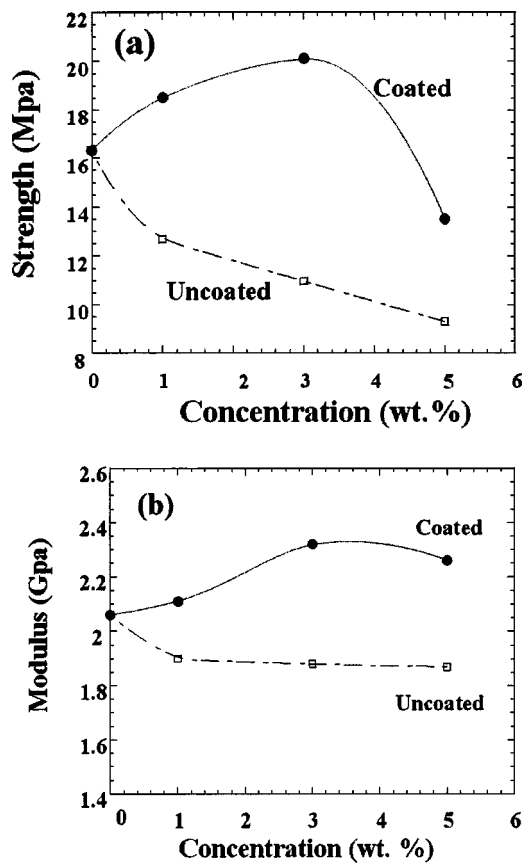 (a)
22
20
18
16
14
12
10
8
Strength (Mpa)
Coated
Uncoated
0 1 2 3 4 5 6
Concentration (wt.%)
(b)
2.6
2.4
2.2
2
1.8
1.6
1.4
Modulus (Gpa)
Coated
Uncoated
0 1 2 3 4 5 6
Concentration (wt. %)